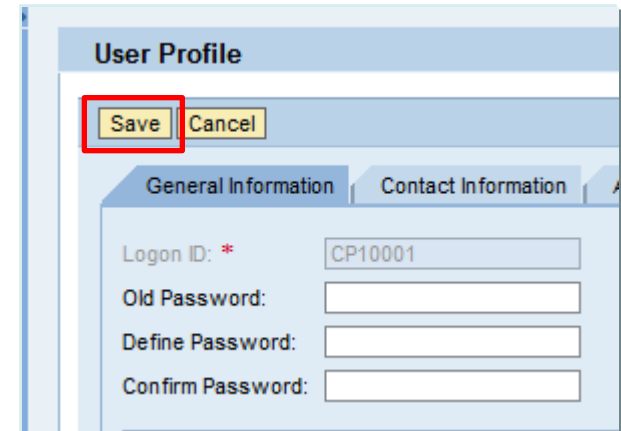 User Profile
Save Cancel
General Information Contact Information
Logon ID: * CP10001
Old Password:
Define Password:
Confirm Password: